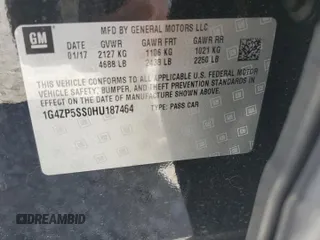 GM
MFD BY GENERAL MOTORS LLC
DATE GVWR GAWR FRT GAWR RR
01/17 2127 KG 1106 KG 1021 KG
4688 LB 2438 LB 2250 LB
THIS VEHICLE CONFORMS TO ALL APPLICABLE U.S. FEDERAL MOTOR
VEHICLE SAFETY, BUMPER, AND THEFT PREVENTION STANDARDS
IN EFFECT ON THE DATE OF MANUFACTURE SHOWN ABOVE.
1G4ZP5SS0HU187464 TYPE: PASS CAR
DREAMBID